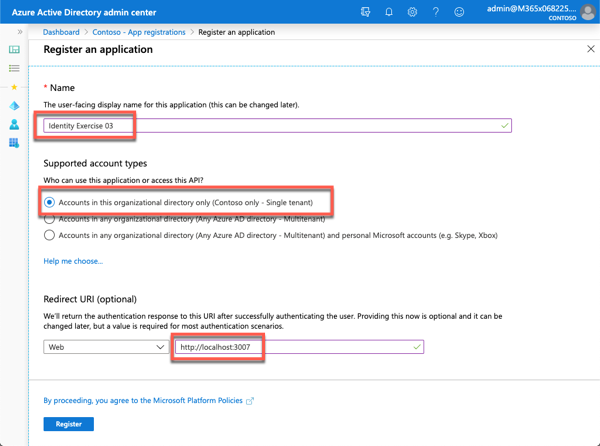 Azure Active Directory admin center
admin@M365x068225....
CONTOSO
Dashboard > Contoso - App registrations > Register an application
Register an application
* Name
The user-facing display name for this application (this can be changed later).
Identity Exercise 03
Supported account types
Who can use this application or access this API?
Accounts in this organizational directory only (Contoso only - Single tenant)
Accounts in any organizational directory (Any Azure AD directory - Multitenant)
Accounts in any organizational directory (Any Azure AD directory - Multitenant) and personal Microsoft accounts (e.g. Skype, Xbox)
Help me choose...
Redirect URI (optional)
We'll return the authentication response to this URI after successfully authenticating the user. Providing this now is optional and it can be
changed later, but a value is required for most authentication scenarios.
Web
http://localhost:3007
By proceeding, you agree to the Microsoft Platform Policies
Register